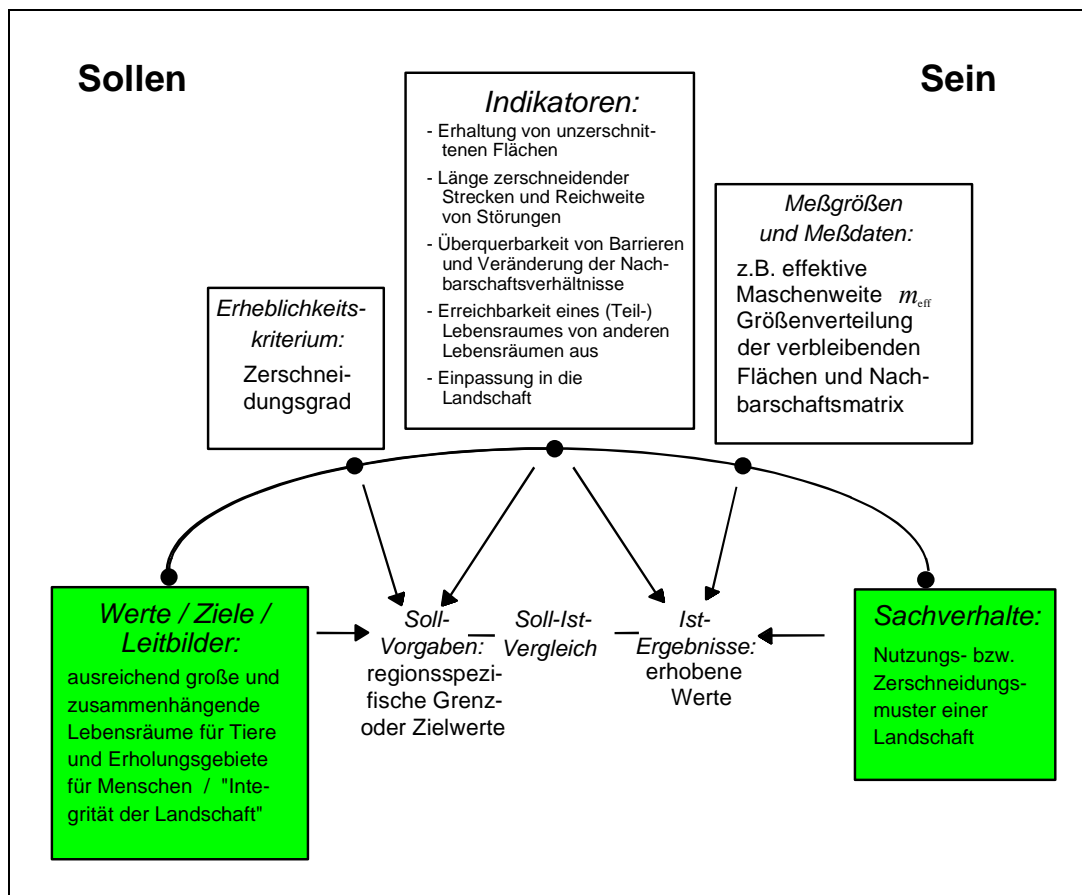 Sollen
Sein
Indikatoren:
- Erhaltung von unzerschnit-
tenen Flächen
- Länge zerschneidender
Strecken und Reichweite
von Störungen
- Überquerbarkeit von Barrieren
und Veränderung der Nach-
barschaftsverhältnisse
- Erreichbarkeit eines (Teil-)
Lebensraumes von anderen
Lebensräumen aus
- Einpassung in die
Landschaft
Meßgrößen
und Meßdaten:
z.B. effektive
Maschenweite m_eff
Größenverteilung
der verbleibenden
Flächen und Nach-
barschaftsmatrix
Erheblichkeits-
kriterium:
Zerschnei-
dungsgrad
Werte / Ziele /
Leitbilder:
ausreichend große und
zusammenhängende
Lebensräume für Tiere
und Erholungsgebiete
für Menschen / "Inte-
grität der Landschaft"
Soll-
Vorgaben:
regionsspezi-
fische Grenz-
oder Zielwerte
Soll-Ist-
Vergleich
Ist-
Ergebnisse:
erhobene
Werte
Sachverhalte:
Nutzungs- bzw.
Zerschneidungs-
muster einer
Landschaft